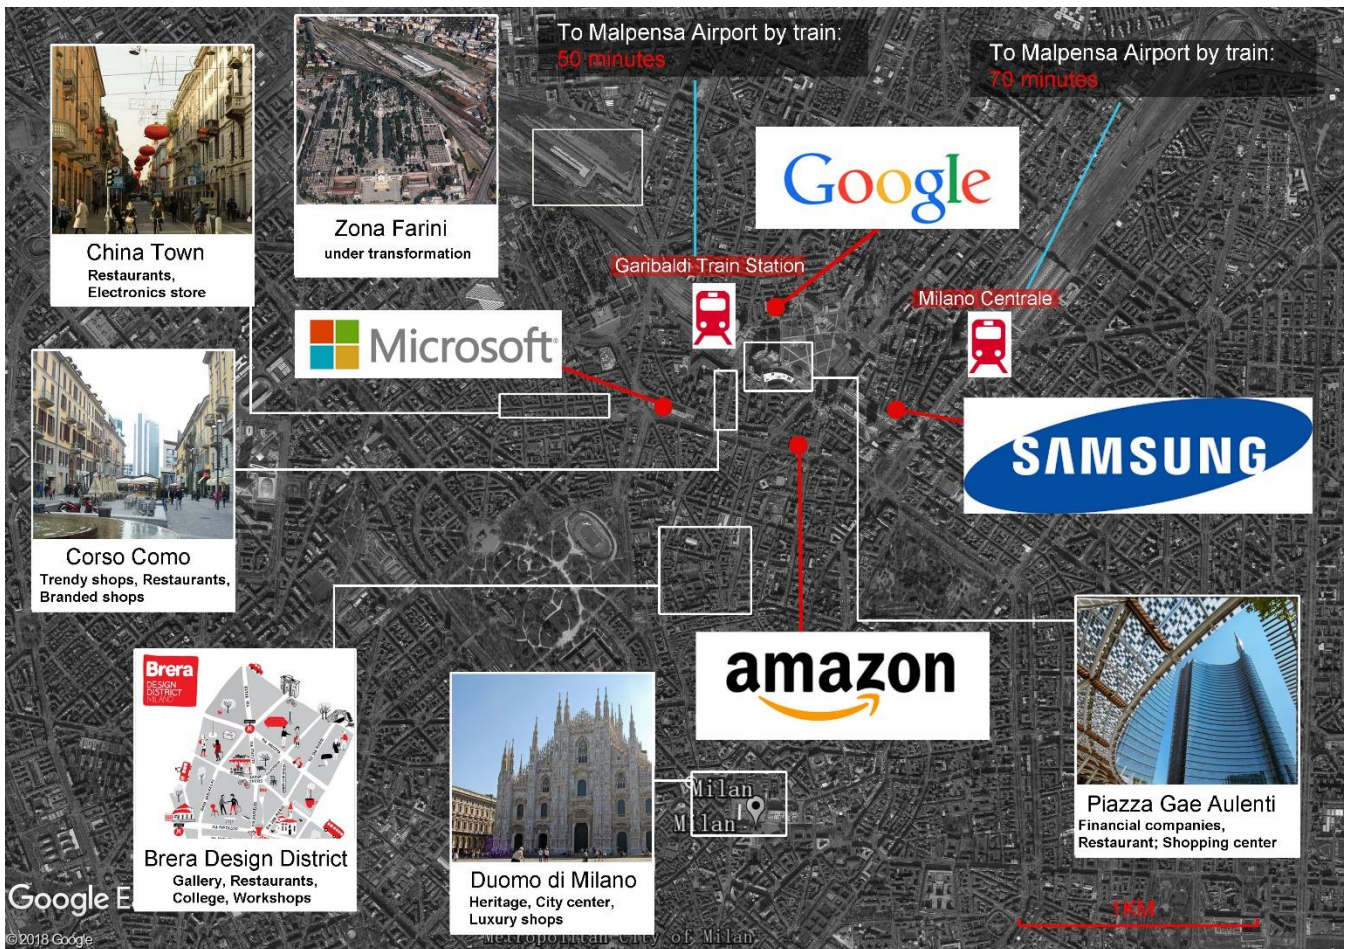 To Malpensa Airport by train:
50 minutes
To Malpensa Airport by train:
70 minutes
China Town
Restaurants,
Electronics store
Zona Farini
under transformation
Google
Garibaldi Train Station
Milano Centrale
Microsoft
SAMSUNG
Corso Como
Trendy shops, Restaurants,
Branded shops
amazon
Brera
DESIGN
DISTRICT
MILANO
Brera Design District
Gallery, Restaurants,
College, Workshops
Duomo di Milano
Heritage, City center,
Luxury shops
Milan
Milan
Piazza Gae Aulenti
Financial companies,
Restaurant; Shopping center
1KM
Google
© 2018 Google
Metropolitan City of Milan